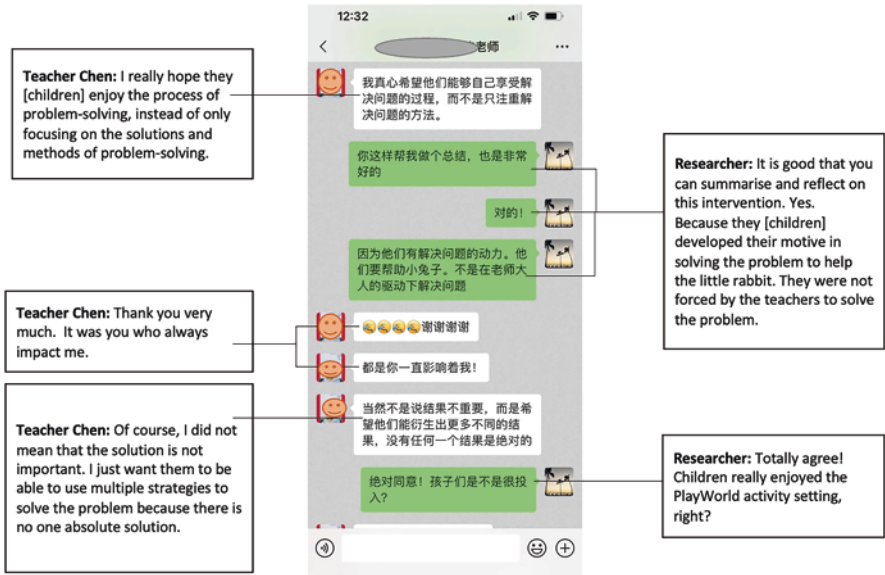 12:32
老师
Teacher Chen: I really hope they
[children] enjoy the process of
problem-solving, instead of only
focusing on the solutions and
methods of problem-solving.
我真心希望他们能够自己享受解
决问题的过程，而不是只注重解
决问题的方法。
你这样帮我做个总结，也是非常
好的
对的！
因为他们有解决问题的动力。他
们要帮助小兔子。不是在老师大
人的驱动下解决问题
Researcher: It is good that you
can summarise and reflect on
this intervention. Yes.
Because they [children]
developed their motive in
solving the problem to help
the little rabbit. They were not
forced by the teachers to solve
the problem.
Teacher Chen: Thank you very
much. It was you who always
impact me.
谢谢谢谢
都是你一直影响着我！
Teacher Chen: Of course, I did not
mean that the solution is not
important. I just want them to be
able to use multiple strategies to
solve the problem because there is
no one absolute solution.
当然不是说结果不重要，而是希
望他们能衍生出更多不同的结
果，没有任何一个结果是绝对的
绝对同意！孩子们是不是很投
入？
Researcher: Totally agree!
Children really enjoyed the
PlayWorld activity setting,
right?